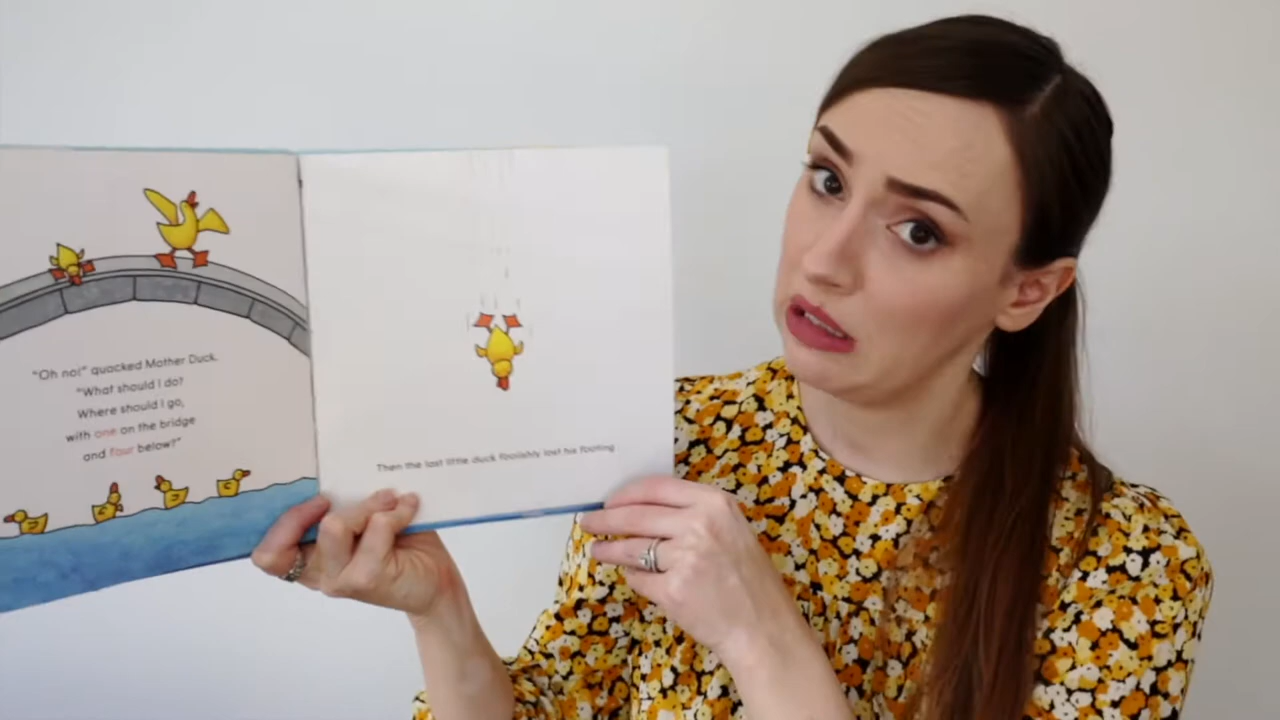 "Oh no!" quacked Mother Duck.
"What should I do?
Where should I go,
with one on the bridge
and four below?"
Then the last little duck foolishly lost his footing